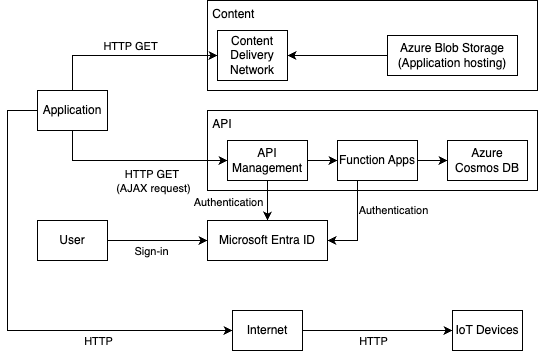 Content
HTTP GET
Content
Delivery
Network
Azure Blob Storage
(Application hosting)
Application
API
HTTP GET
(AJAX request)
API
Management
Function Apps
Azure
Cosmos DB
Authentication
Authentication
User
Sign-in
Microsoft Entra ID
HTTP
Internet
HTTP
IoT Devices